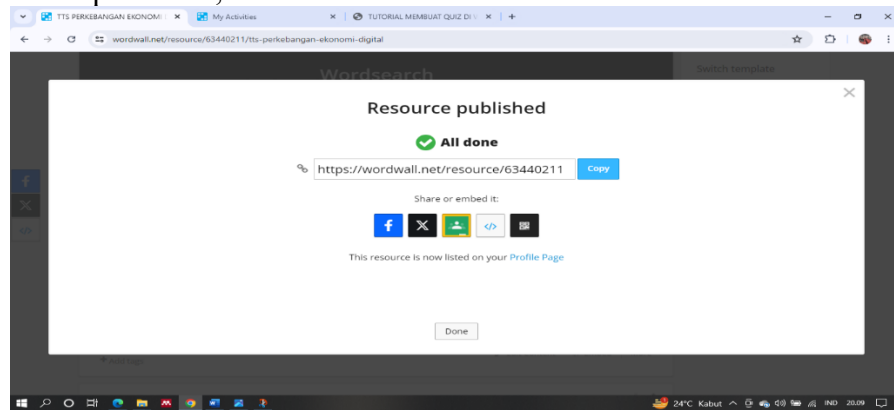 TTS PERKEBANGAN EKONOMI
My Activities
TUTORIAL MEMBUAT QUIZ DI
wordwall.net/resource/63440211/tts-perkebangan-ekonomi-digital
Wordsearch
Switch template
Resource published
All done
https://wordwall.net/resource/63440211
Copy
Share or embed it:
This resource is now listed on your Profile Page
Done
Add tags
24°C Kabut
IND
20.09